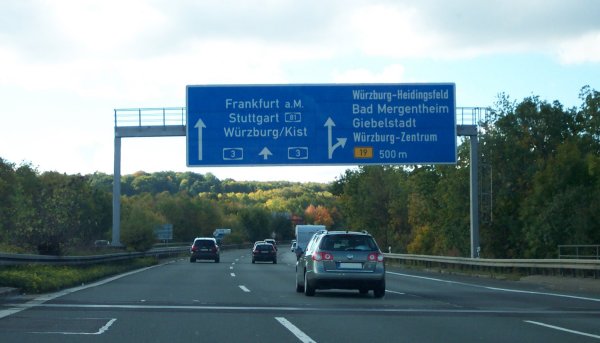 Frankfurt a.M.
Stuttgart 81
Würzburg/Kist
3 3
Würzburg-Heidingsfeld
Bad Mergentheim
Giebelstadt
Würzburg-Zentrum
19 500 m